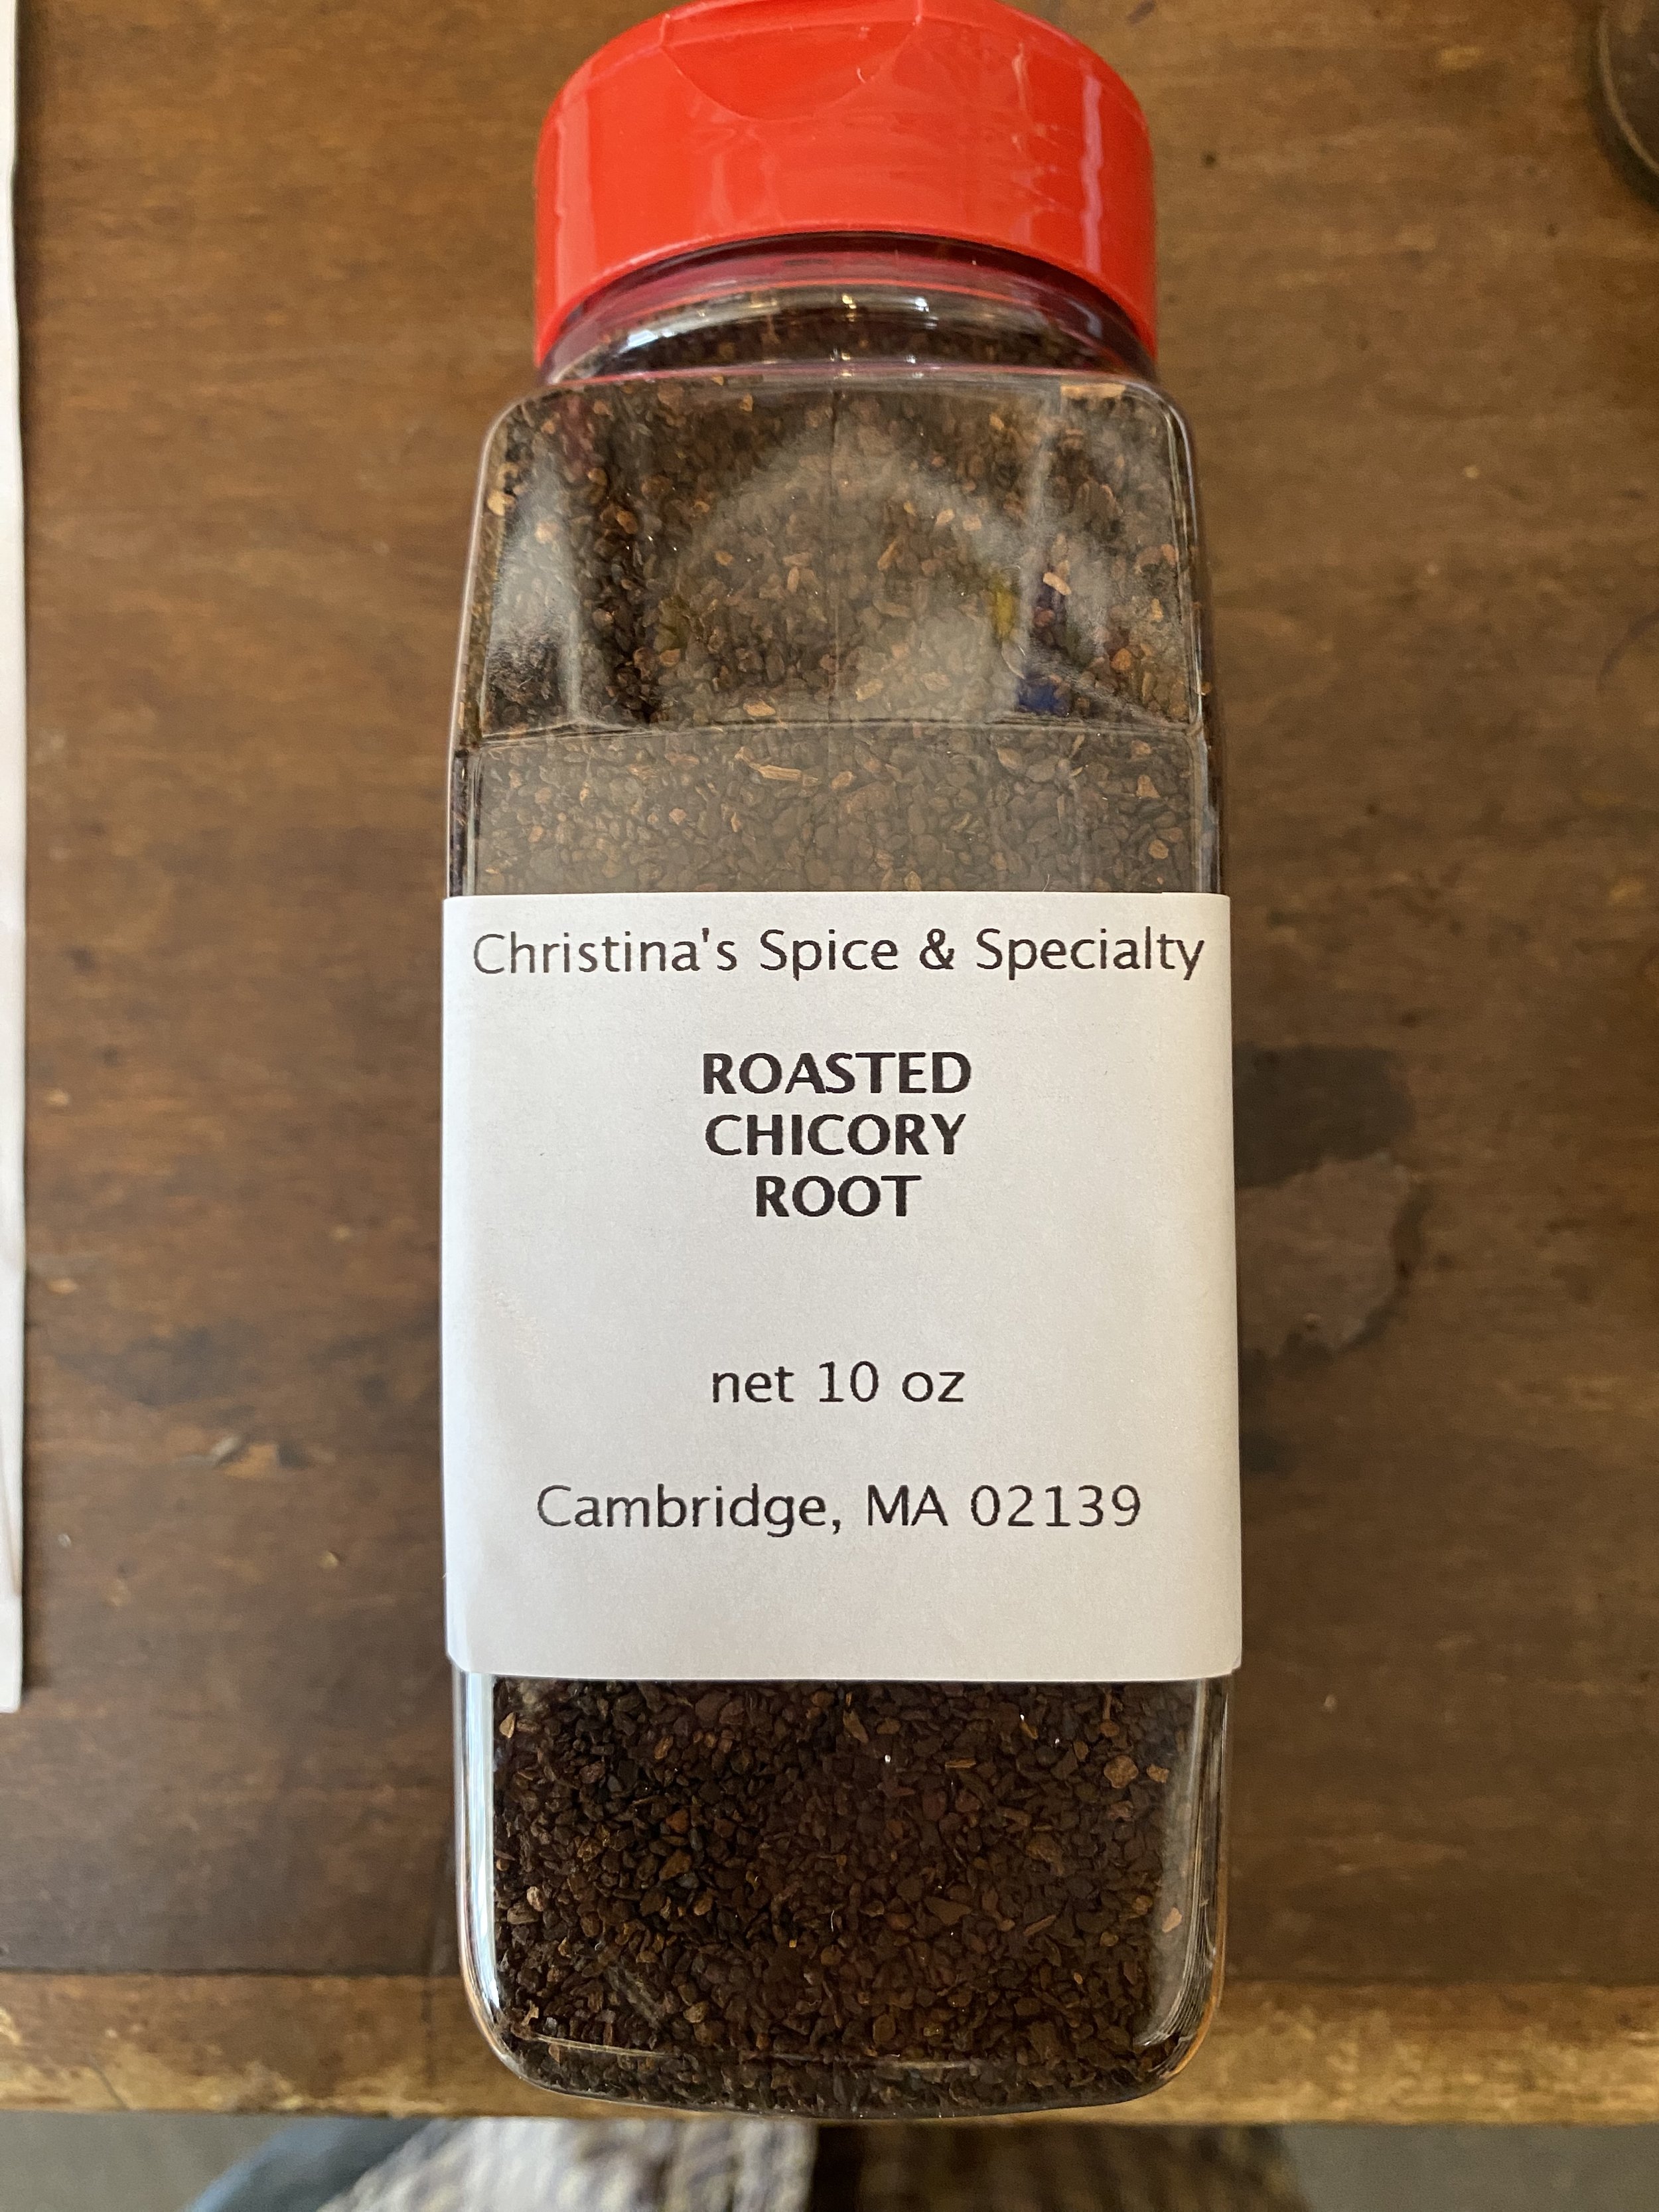 Christina's Spice & Specialty
ROASTED
CHICORY
ROOT
net 10 oz
Cambridge, MA 02139